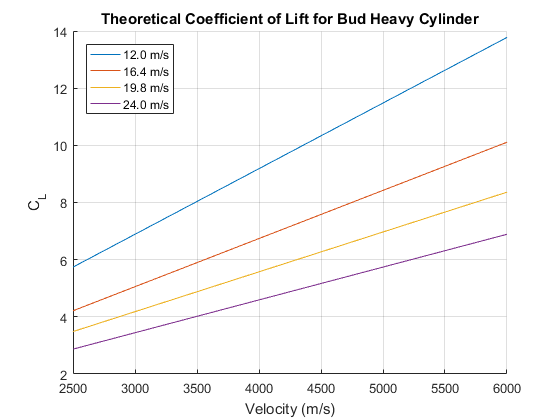 Theoretical Coefficient of Lift for Bud Heavy Cylinder
14
12
10
8
6
4
2
C_L
12.0 m/s
16.4 m/s
19.8 m/s
24.0 m/s
2500 3000 3500 4000 4500 5000 5500 6000
Velocity (m/s)